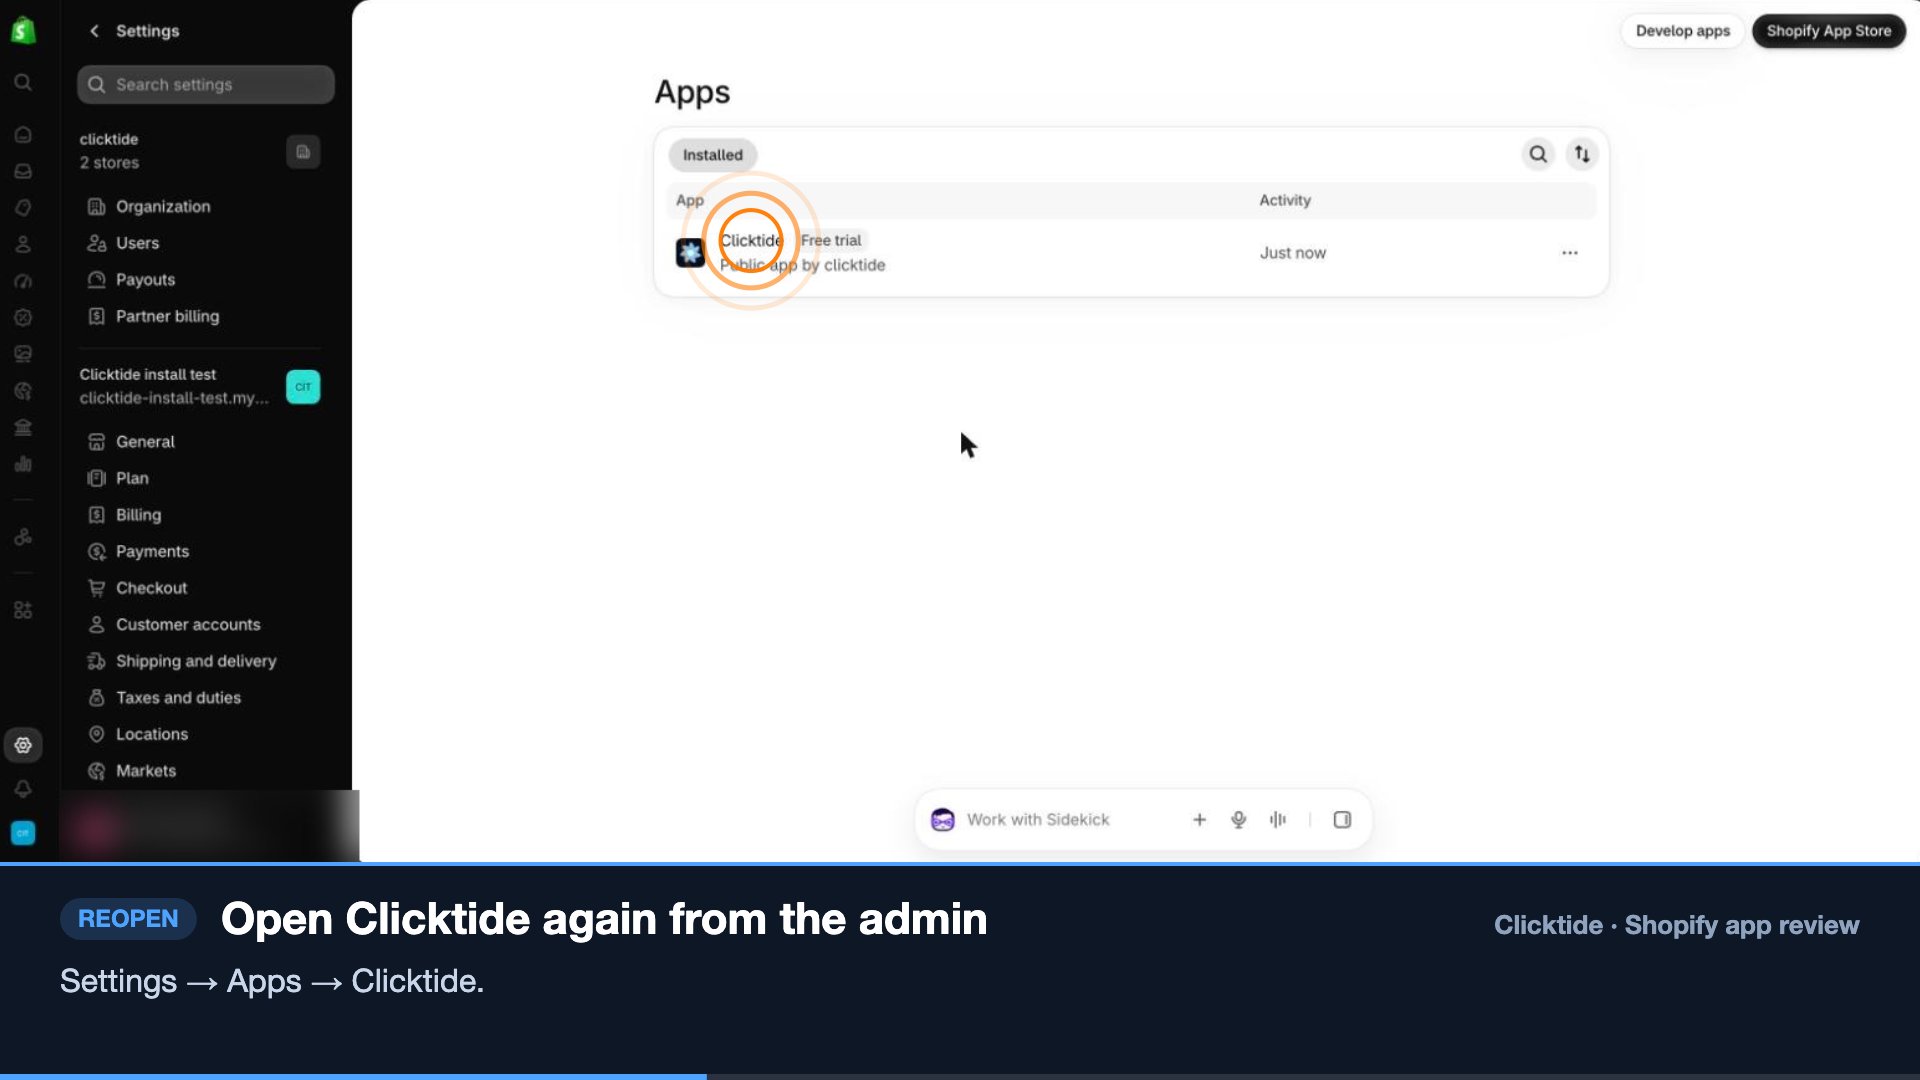 Settings
Search settings
clicktide
2 stores
Organization
Users
Payouts
Partner billing
Clicktide install test
clicktide-install-test.my...
CIT
General
Plan
Billing
Payments
Checkout
Customer accounts
Shipping and delivery
Taxes and duties
Locations
Markets
CIT
Develop apps
Shopify App Store
Apps
Installed
App
Activity
Clicktide
Free trial
Public app by clicktide
Just now
Work with Sidekick
REOPEN
Open Clicktide again from the admin
Clicktide · Shopify app review
Settings → Apps → Clicktide.